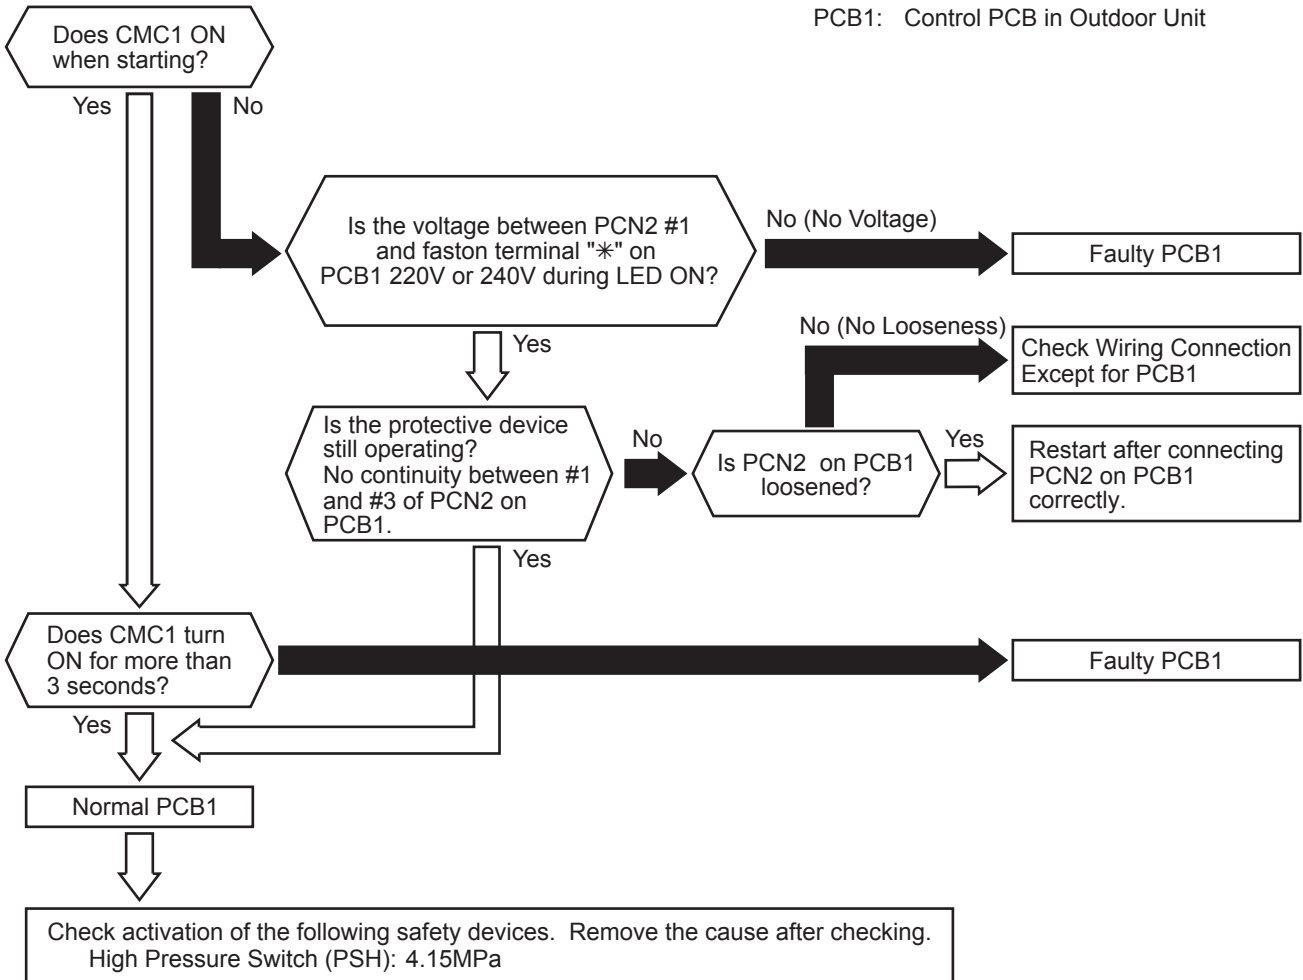 PCB1: Control PCB in Outdoor Unit
Does CMC1 ON
when starting?
Yes
No
Is the voltage between PCN2 #1
and faston terminal "✳" on
PCB1 220V or 240V during LED ON?
No (No Voltage)
Faulty PCB1
Yes
No (No Looseness)
Check Wiring Connection
Except for PCB1
Is the protective device
still operating?
No continuity between #1
and #3 of PCN2 on
PCB1.
No
Is PCN2 on PCB1
loosened?
Yes
Restart after connecting
PCN2 on PCB1
correctly.
Yes
Does CMC1 turn
ON for more than
3 seconds?
Faulty PCB1
Yes
Normal PCB1
Check activation of the following safety devices. Remove the cause after checking.
High Pressure Switch (PSH): 4.15MPa